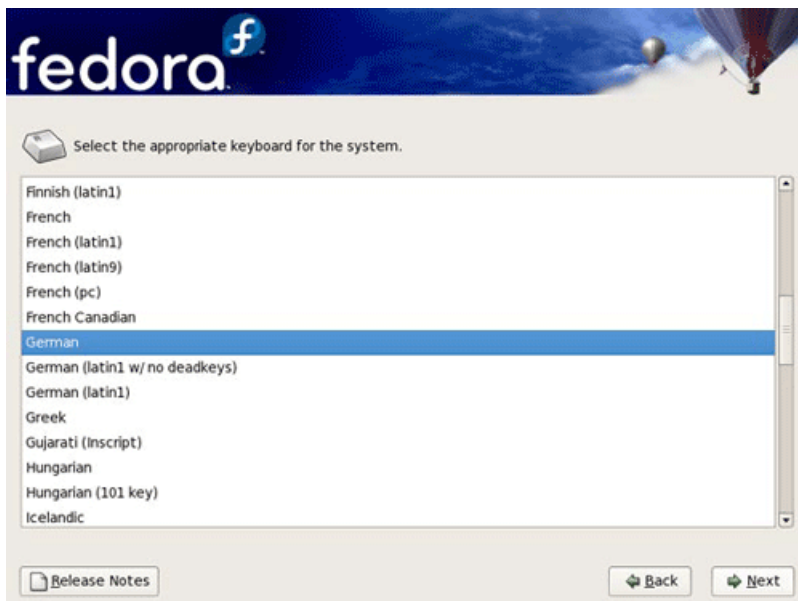 fedora
Select the appropriate keyboard for the system.
Finnish (latin1)
French
French (latin1)
French (latin9)
French (pc)
French Canadian
German
German (latin1 w/ no deadkeys)
German (latin1)
Greek
Gujarati (Inscript)
Hungarian
Hungarian (101 key)
Icelandic
Release Notes
Back
Next